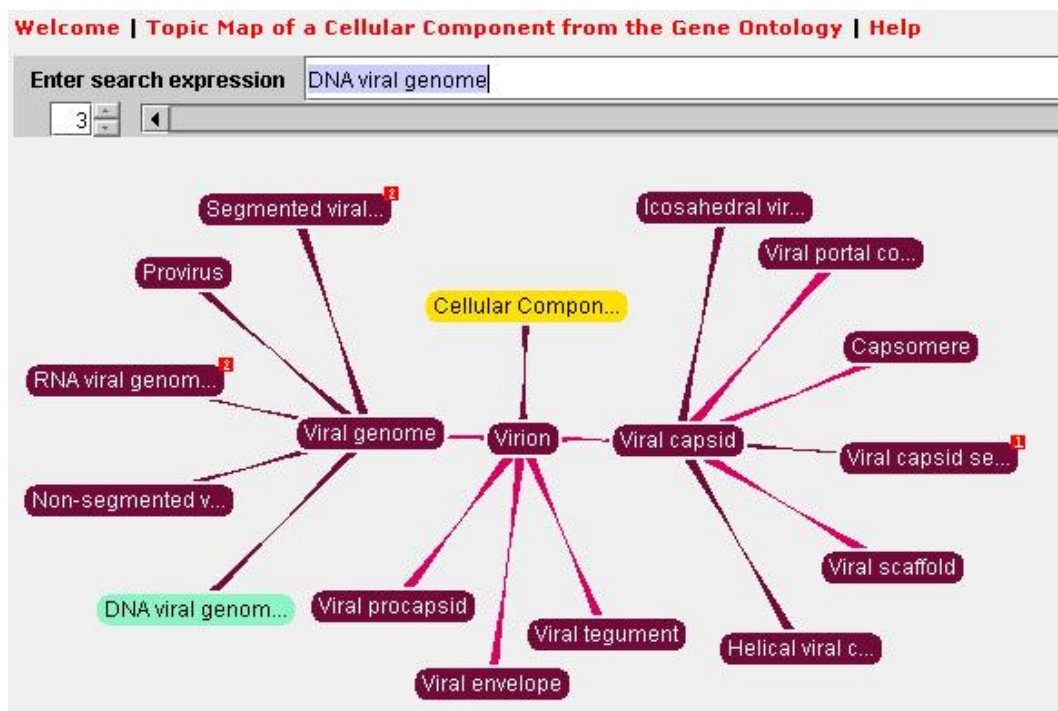 Welcome | Topic Map of a Cellular Component from the Gene Ontology | Help
Enter search expression DNA viral genome
3
Segmented viral... 2
Icosahedral vir...
Viral portal co...
Provirus
Cellular Compon...
Capsomere
RNA viral genom... 2
Viral genome
Virion
Viral capsid
Viral capsid se... 1
Non-segmented v...
Viral scaffold
DNA viral genom...
Viral procapsid
Viral tegument
Helical viral c...
Viral envelope